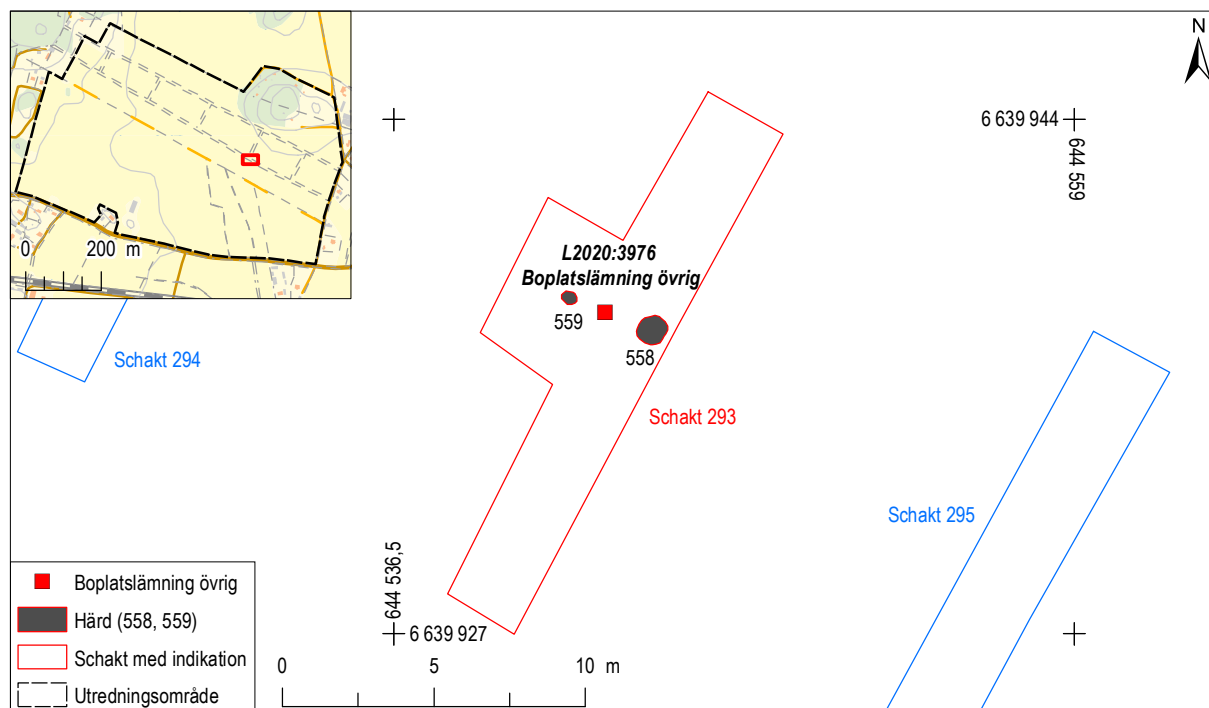 N
0 200 m
6 639 944
644 559
L2020:3976
Boplatslämning övrig
559
558
Schakt 294
Schakt 293
Schakt 295
644 536,5
6 639 927
Boplatslämning övrig
Härd (558, 559)
Schakt med indikation
Utredningsområde
0 5 10 m